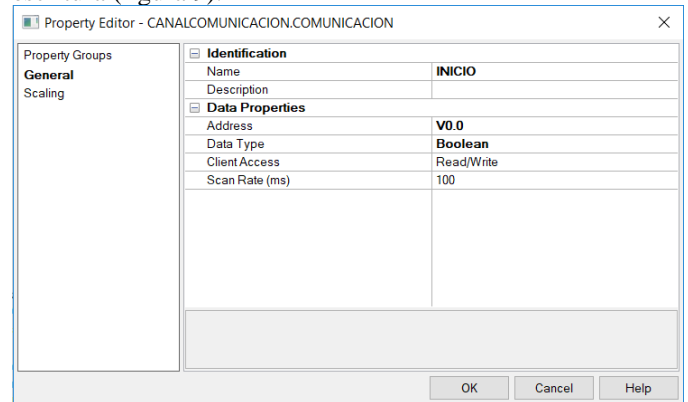 Property Editor - CANALCOMUNICACION.COMUNICACION
Property Groups
General
Scaling
Identification
Name INICIO
Description
Data Properties
Address V0.0
Data Type Boolean
Client Access Read/Write
Scan Rate (ms) 100
OK Cancel Help